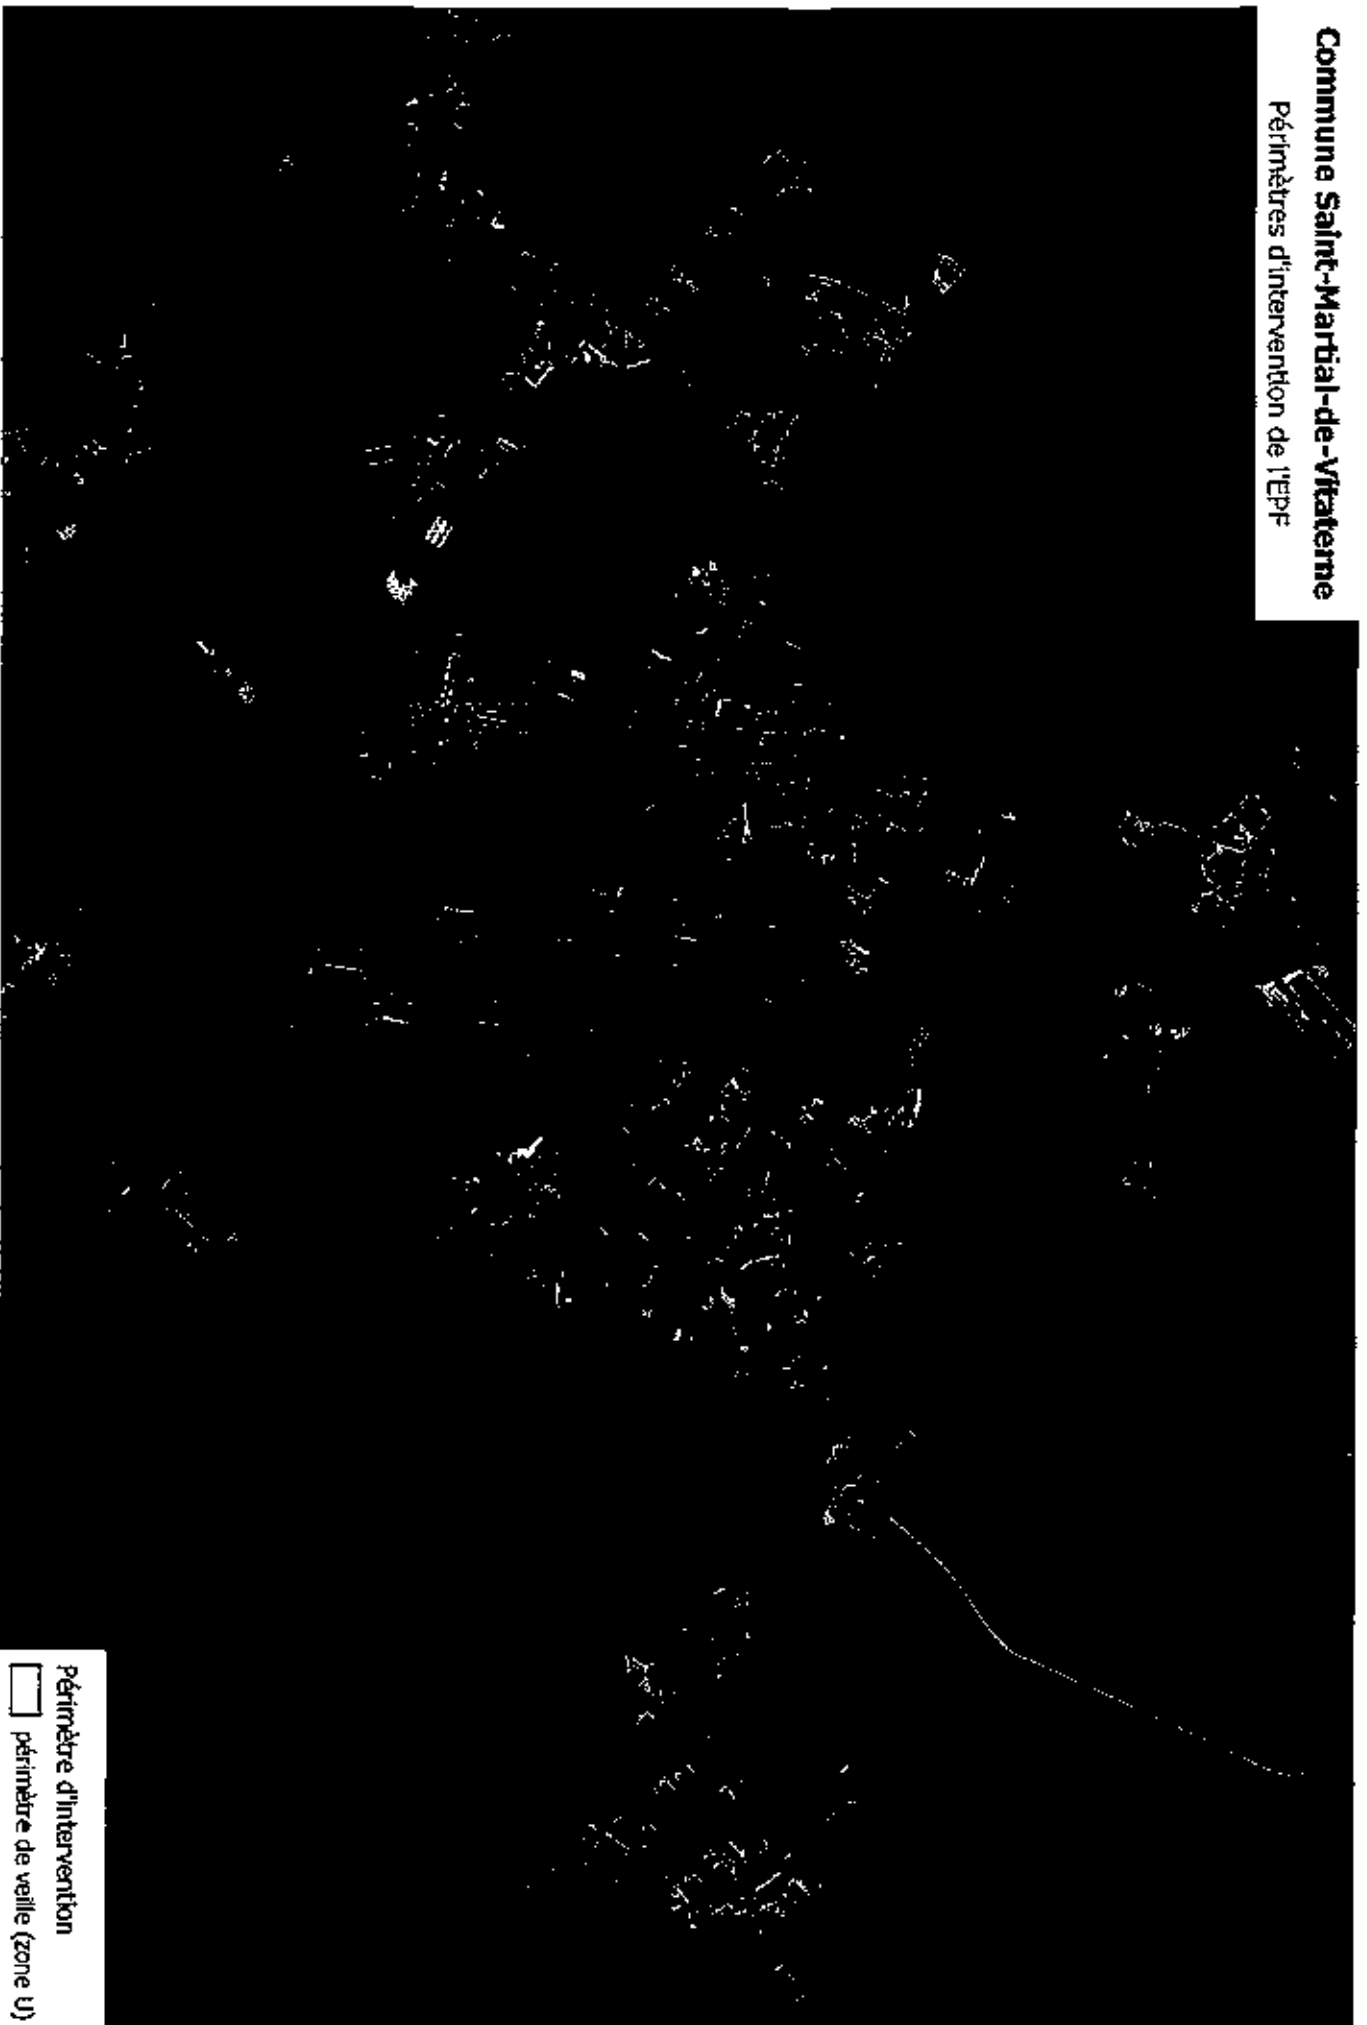 Commune Saint-Martial-de-Vitaterne
Périmètres d'intervention de l'EPF
Périmètre d'intervention
périmètre de veille (zone U)